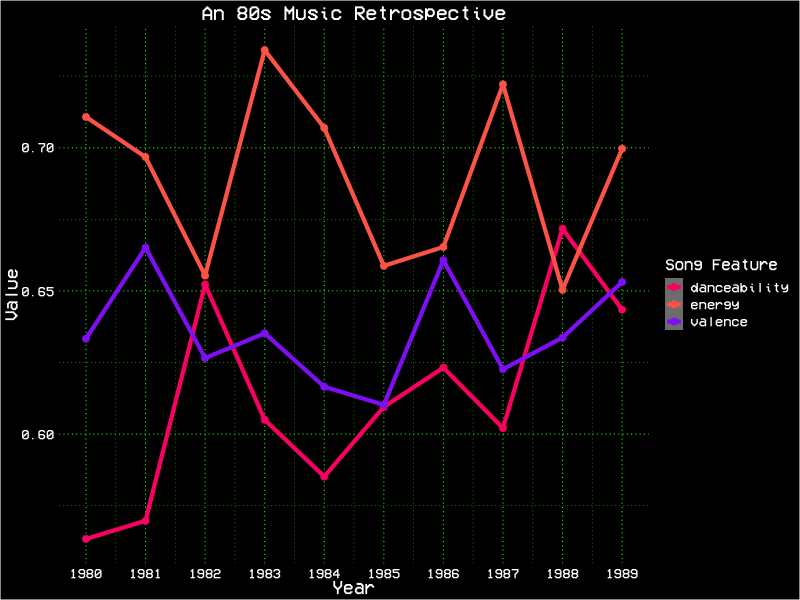 An 80s Music Retrospective
Value
0.70
0.65
0.60
1980 1981 1982 1983 1984 1985 1986 1987 1988 1989
Year
Song Feature
danceability
energy
valence